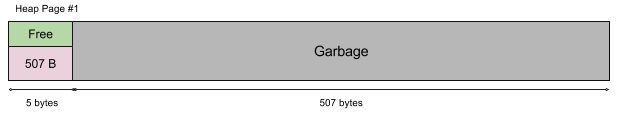 Heap Page #1
Free
507 B
Garbage
5 bytes
507 bytes